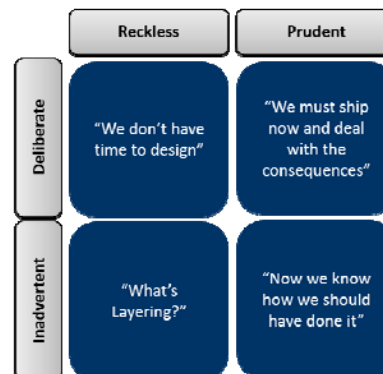 Reckless
Prudent
Deliberate
“We don’t have
time to design”
“We must ship
now and deal
with the
consequences”
Inadvertent
“What’s
Layering?”
“Now we know
how we should
have done it”